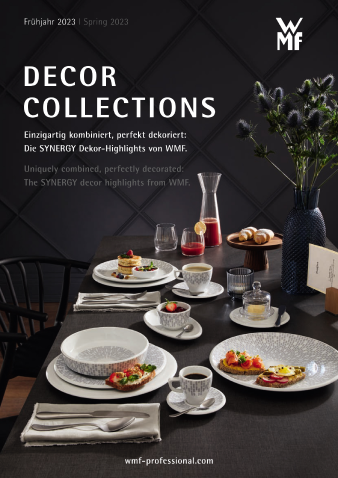 Frühjahr 2023 | Spring 2023
WMF
DECOR
COLLECTIONS
Einzigartig kombiniert, perfekt dekoriert:
Die SYNERGY Dekor-Highlights von WMF.
Uniquely combined, perfectly decorated:
The SYNERGY decor highlights from WMF.
wmf-professional.com